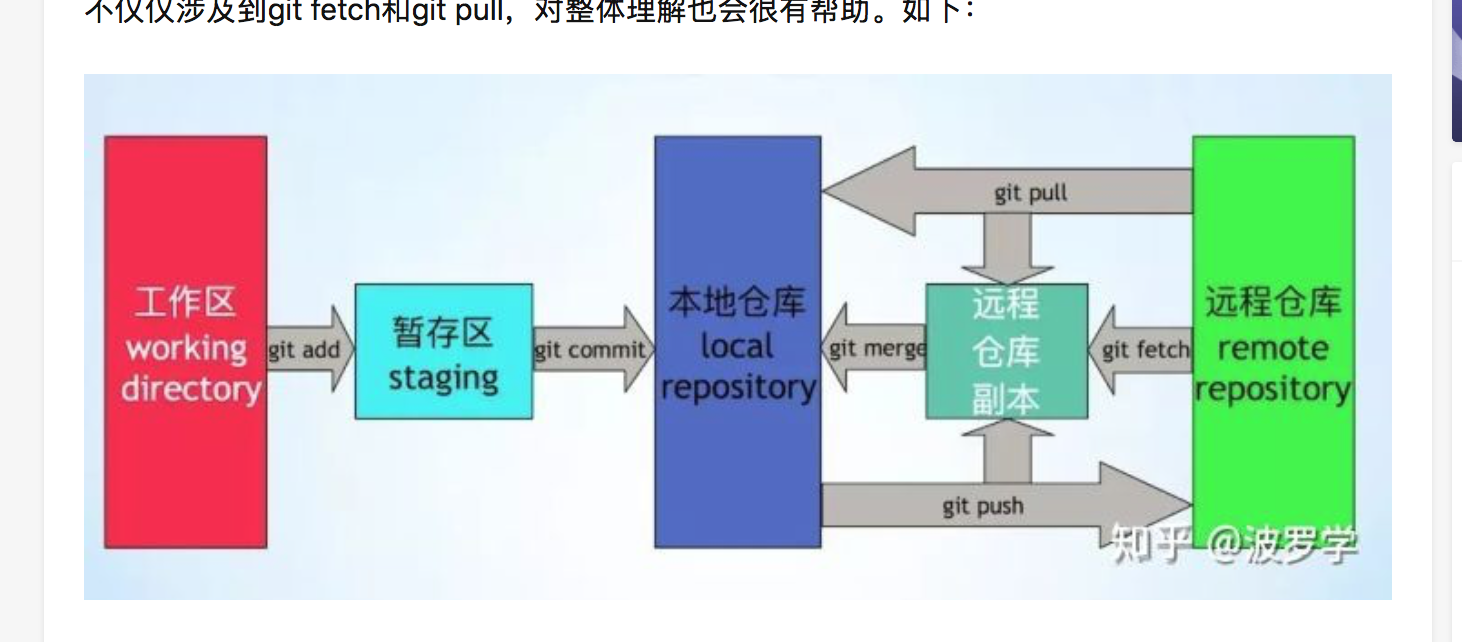 不仅仅涉及到git fetch和git pull，对整体理解也会很有帮助。如下：
git pull
工作区
working
directory
git add
暂存区
staging
git commit
本地仓库
local
repository
git merge
远程
仓库
副本
git fetch
远程仓库
remote
repository
git push
知乎 @波罗学